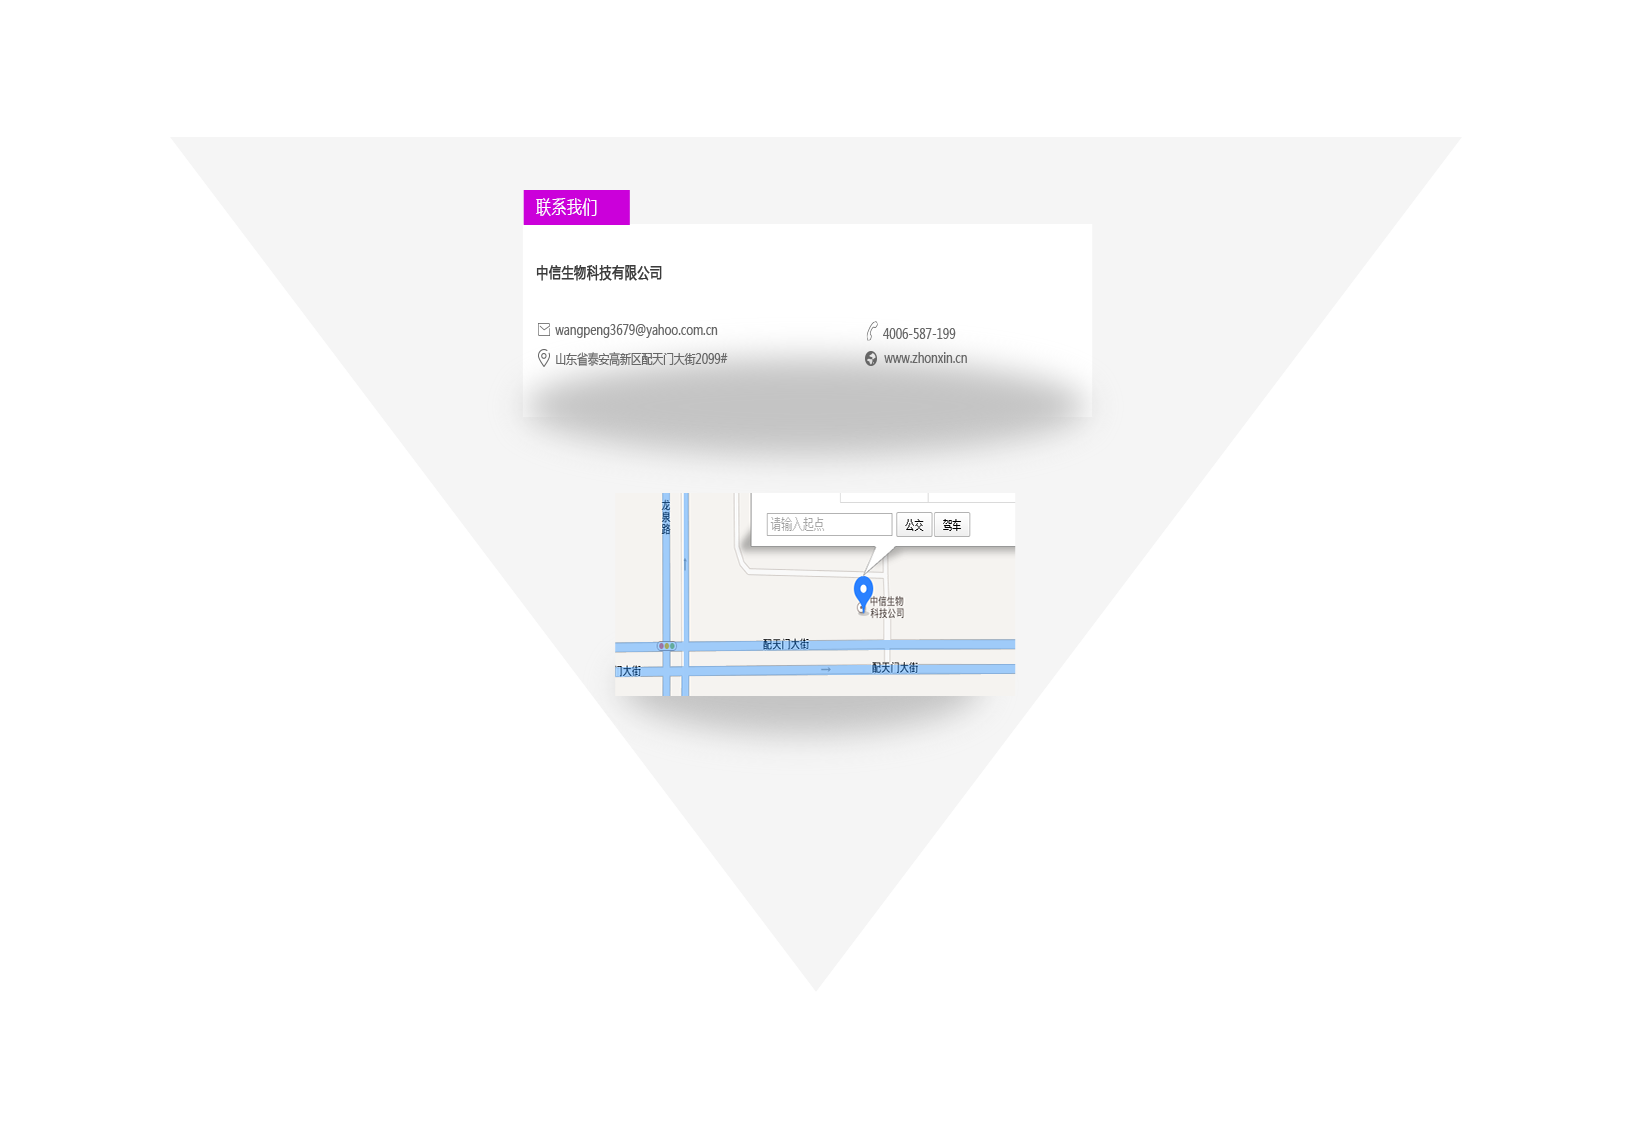 联系我们
中信生物科技有限公司
wangpeng3679@yahoo.com.cn
4006-587-199
山东省泰安高新区配天门大街2099#
www.zhonxin.cn
龙泉路
请输入起点 公交 驾车
中信生物
科技公司
配天门大街
门大街
配天门大街